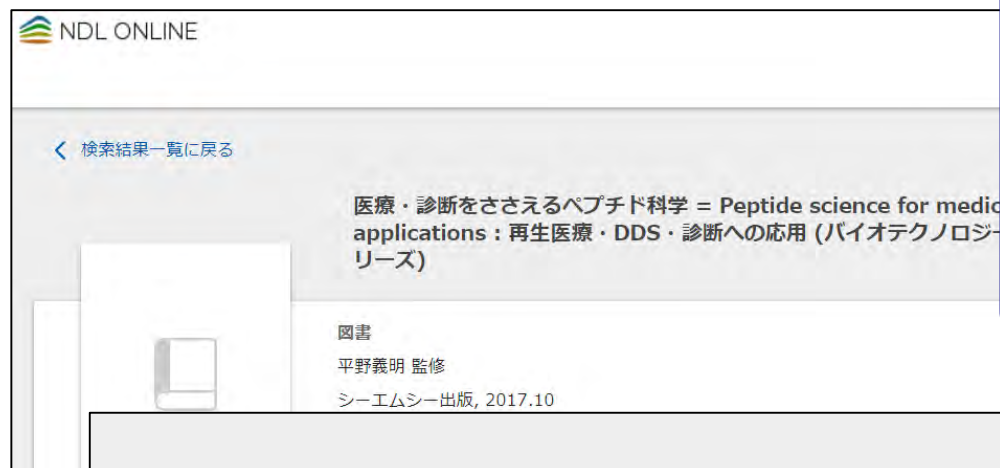 NDL ONLINE
検索結果一覧に戻る
医療・診断をささえるペプチド科学 = Peptide science for medic
applications : 再生医療・DDS・診断への応用 (バイオテクノロジー
リーズ)
図書
平野義明 監修
シーエムシー出版, 2017.10